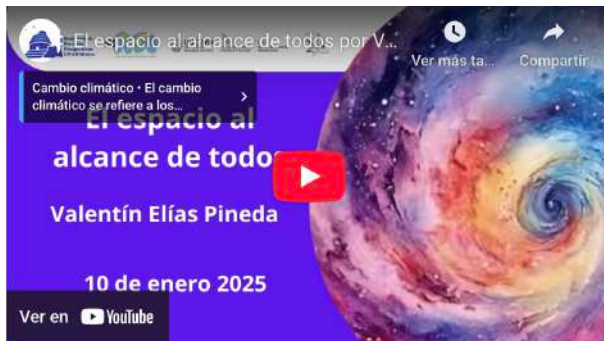 El espacio al alcance de todos por V...
Ver más ta...
Compartir
Cambio climático • El cambio
climático se refiere a los...
El espacio al
alcance de todos
Valentín Elías Pineda
10 de enero 2025
Ver en YouTube